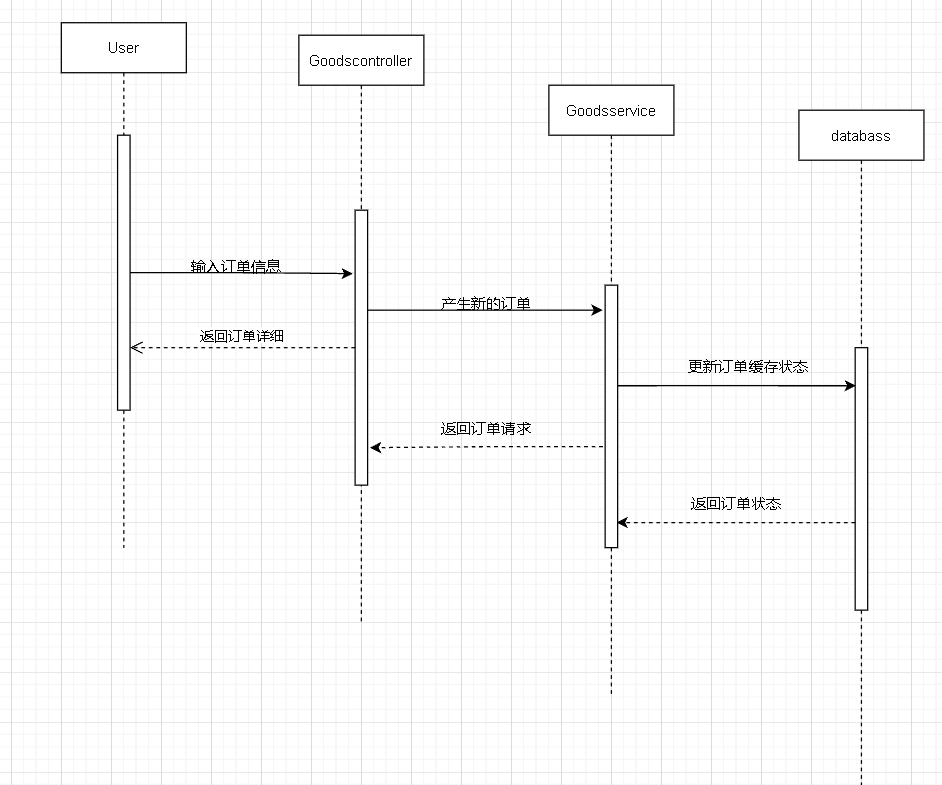 User
Goodscontroller
Goodsservice
databass
输入订单信息
产生新的订单
返回订单详细
更新订单缓存状态
返回订单请求
返回订单状态